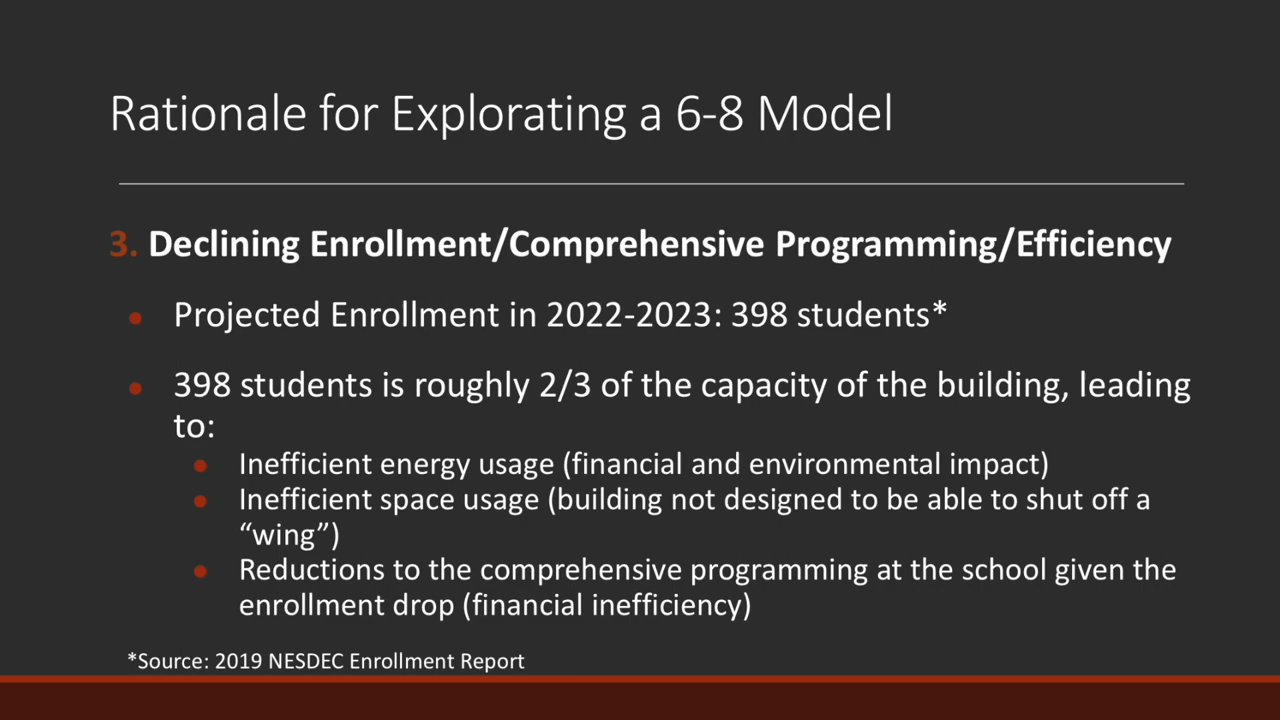 Rationale for Explorating a 6-8 Model
3. Declining Enrollment/Comprehensive Programming/Efficiency
● Projected Enrollment in 2022-2023: 398 students*
● 398 students is roughly 2/3 of the capacity of the building, leading
to:
● Inefficient energy usage (financial and environmental impact)
● Inefficient space usage (building not designed to be able to shut off a
“wing”)
● Reductions to the comprehensive programming at the school given the
enrollment drop (financial inefficiency)
*Source: 2019 NESDEC Enrollment Report